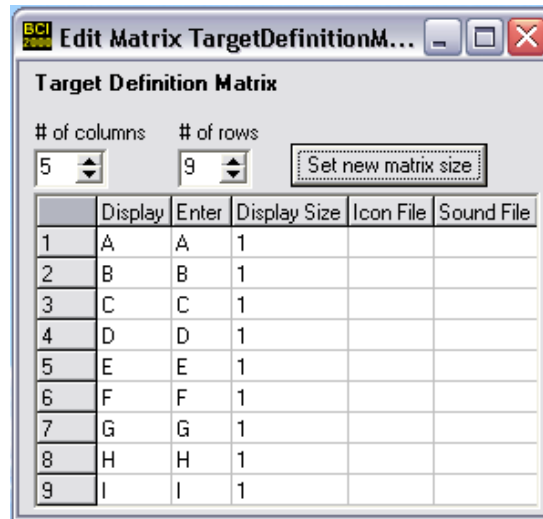 BCI 2000 Edit Matrix TargetDefinitionM...
Target Definition Matrix
# of columns # of rows
5 9 Set new matrix size
Display Enter Display Size Icon File Sound File
1 A A 1
2 B B 1
3 C C 1
4 D D 1
5 E E 1
6 F F 1
7 G G 1
8 H H 1
9 I I 1